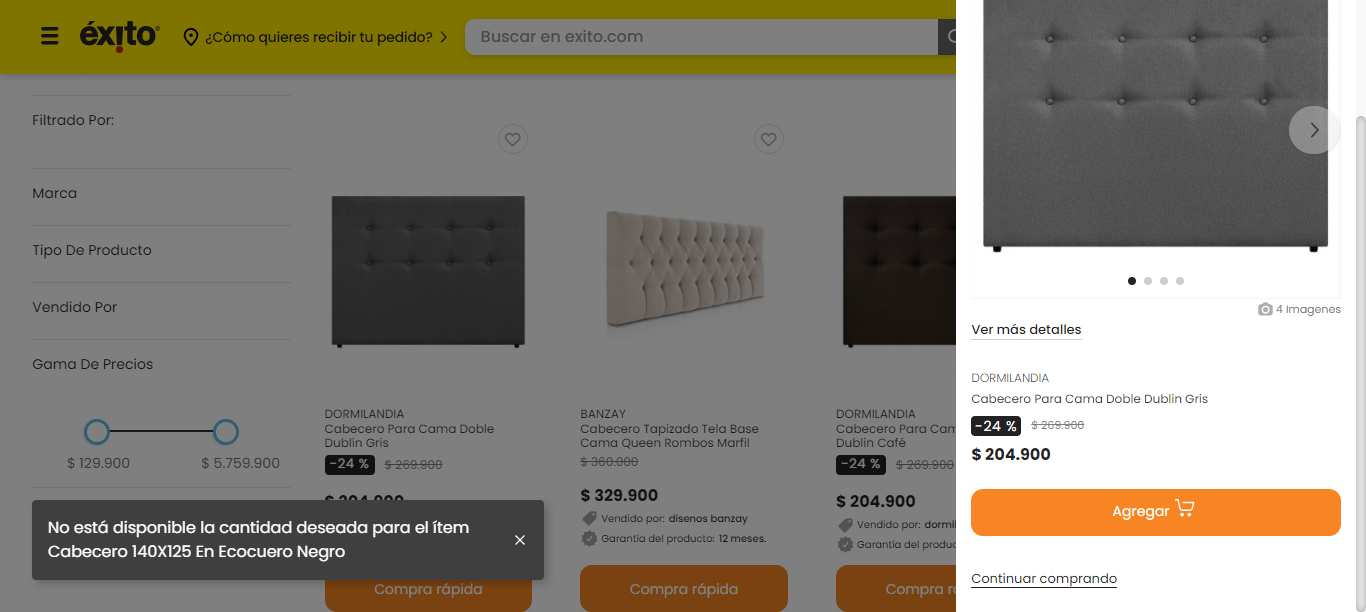 éxito
¿Cómo quieres recibir tu pedido?
Buscar en exito.com
Filtrado Por:
Marca
Tipo De Producto
Vendido Por
Gama De Precios
$ 129.900
$ 5.759.900
DORMILANDIA
Cabecero Para Cama Doble
Dublin Gris
-24 % $ 269.900
$ 204.900
BANZAY
Cabecero Tapizado Tela Base
Cama Queen Rombos Marfil
$ 360.000
$ 329.900
Vendido por: disenos banzay
Garantía del producto: 12 meses.
Compra rápida
DORMILANDIA
Cabecero Para Cam
Dublin Café
-24 % $ 269.900
$ 204.900
Vendido por: dormil
Garantía del produc
Compra r
Compra rápida
No está disponible la cantidad deseada para el ítem
Cabecero 140X125 En Ecocuero Negro
4 Imagenes
Ver más detalles
DORMILANDIA
Cabecero Para Cama Doble Dublin Gris
-24 % $ 269.900
$ 204.900
Agregar
Continuar comprando